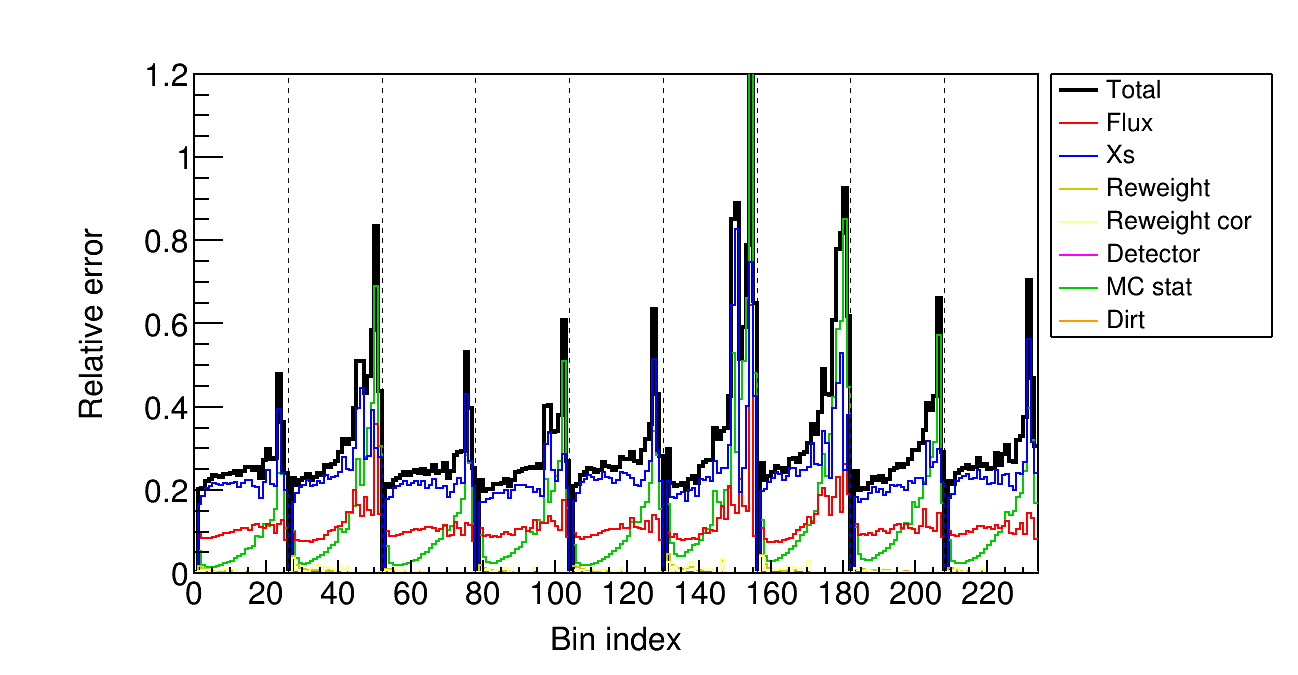 1.2
1
0.8
0.6
0.4
0.2
0
Relative error
0 20 40 60 80 100 120 140 160 180 200 220
Bin index
Total
Flux
Xs
Reweight
Reweight cor
Detector
MC stat
Dirt